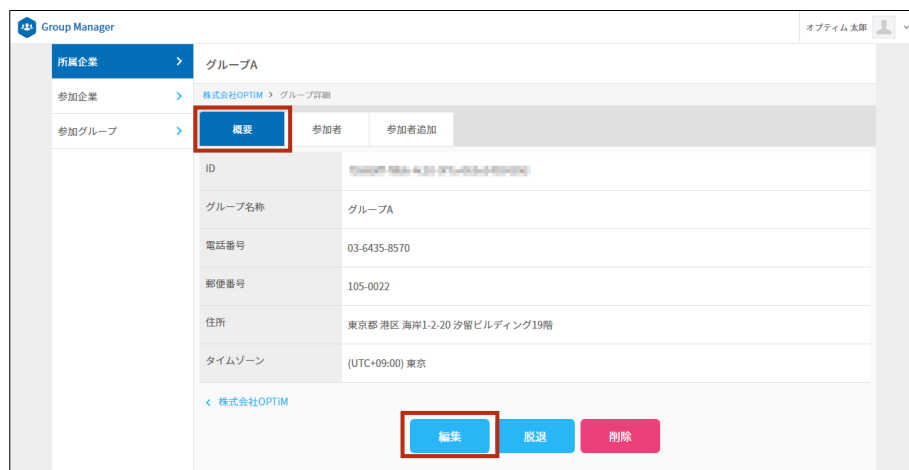 Group Manager
オプティム 太郎
所属企業
参加企業
参加グループ
グループA
株式会社OPTiM > グループ詳細
概要 参加者 参加者追加
ID
グループ名称 グループA
電話番号 03-6435-8570
郵便番号 105-0022
住所 東京都 港区 海岸1-2-20 汐留ビルディング19階
タイムゾーン (UTC+09:00) 東京
< 株式会社OPTiM
編集 脱退 削除